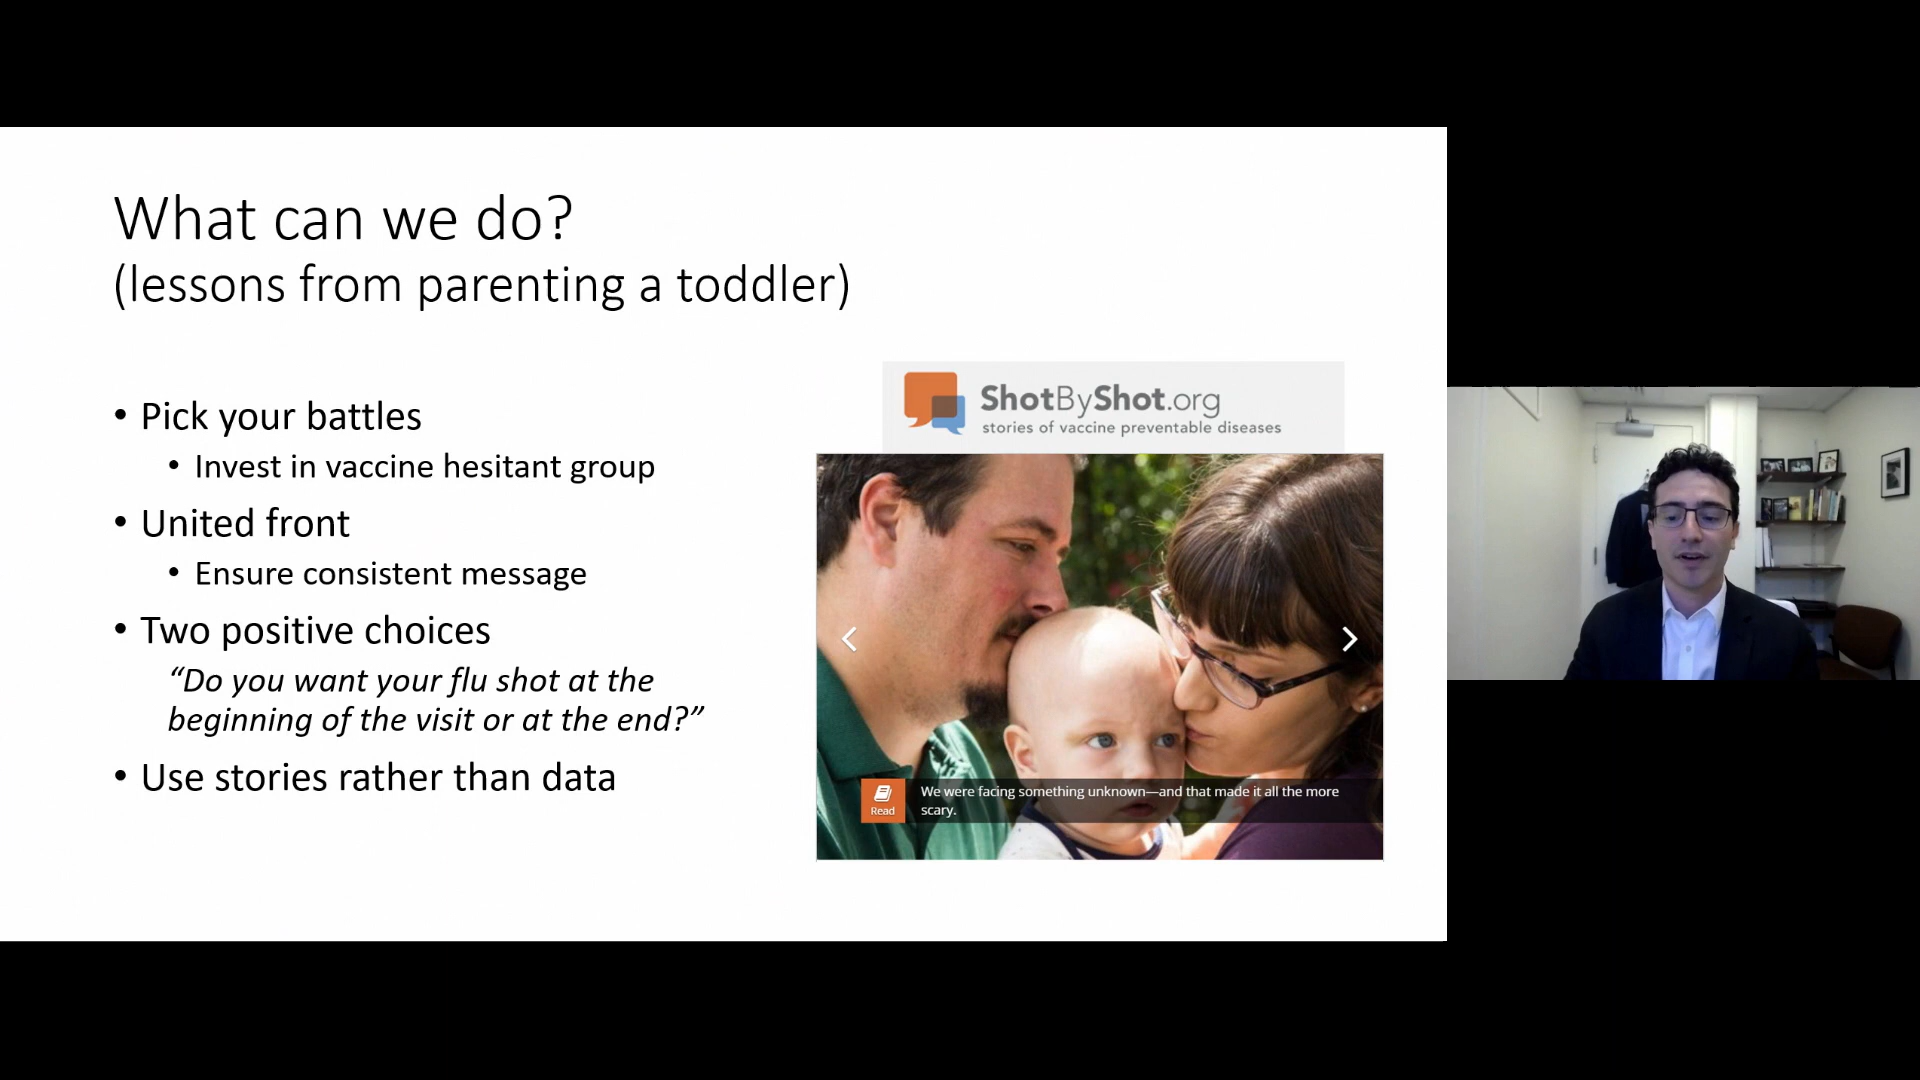 What can we do?
(lessons from parenting a toddler)
• Pick your battles
• Invest in vaccine hesitant group
• United front
• Ensure consistent message
• Two positive choices
“Do you want your flu shot at the
beginning of the visit or at the end?”
• Use stories rather than data
ShotByShot.org
stories of vaccine preventable diseases
Read
We were facing something unknown—and that made it all the more
scary.